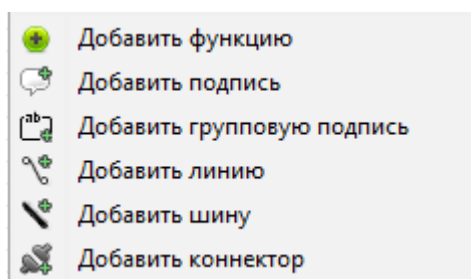 Добавить функцию
Добавить подпись
Добавить групповую подпись
Добавить линию
Добавить шину
Добавить коннектор